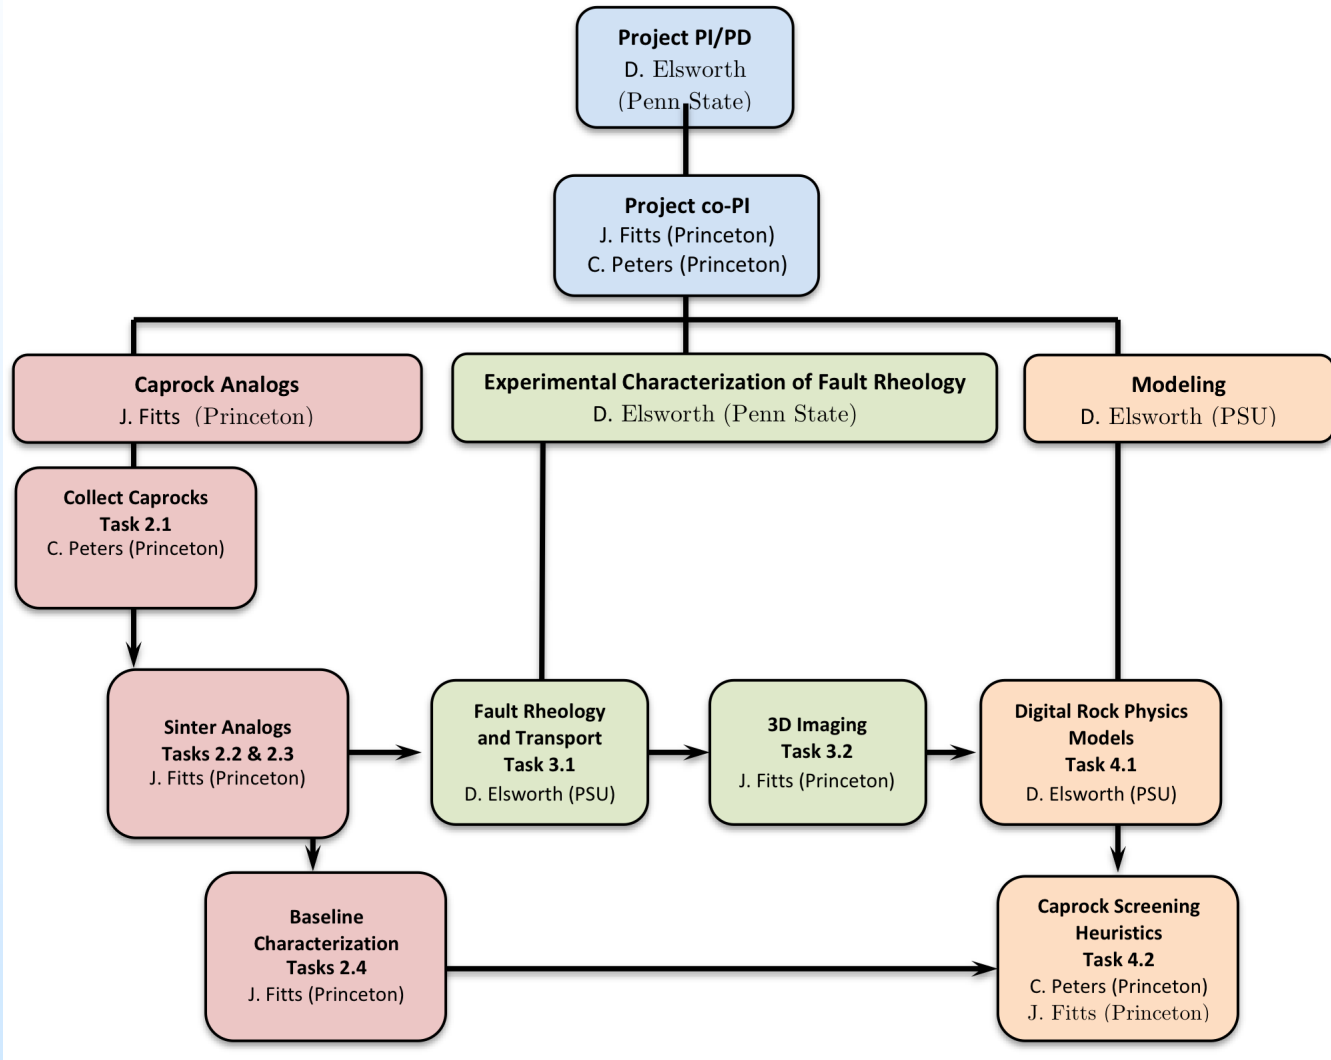 Project PI/PD
D. Elsworth
(Penn State)
Project co-PI
J. Fitts (Princeton)
C. Peters (Princeton)
Caprock Analogs
J. Fitts (Princeton)
Experimental Characterization of Fault Rheology
D. Elsworth (Penn State)
Modeling
D. Elsworth (PSU)
Collect Caprocks
Task 2.1
C. Peters (Princeton)
Sinter Analogs
Tasks 2.2 & 2.3
J. Fitts (Princeton)
Fault Rheology
and Transport
Task 3.1
D. Elsworth (PSU)
3D Imaging
Task 3.2
J. Fitts (Princeton)
Digital Rock Physics
Models
Task 4.1
D. Elsworth (PSU)
Baseline
Characterization
Tasks 2.4
J. Fitts (Princeton)
Caprock Screening
Heuristics
Task 4.2
C. Peters (Princeton)
J. Fitts (Princeton)